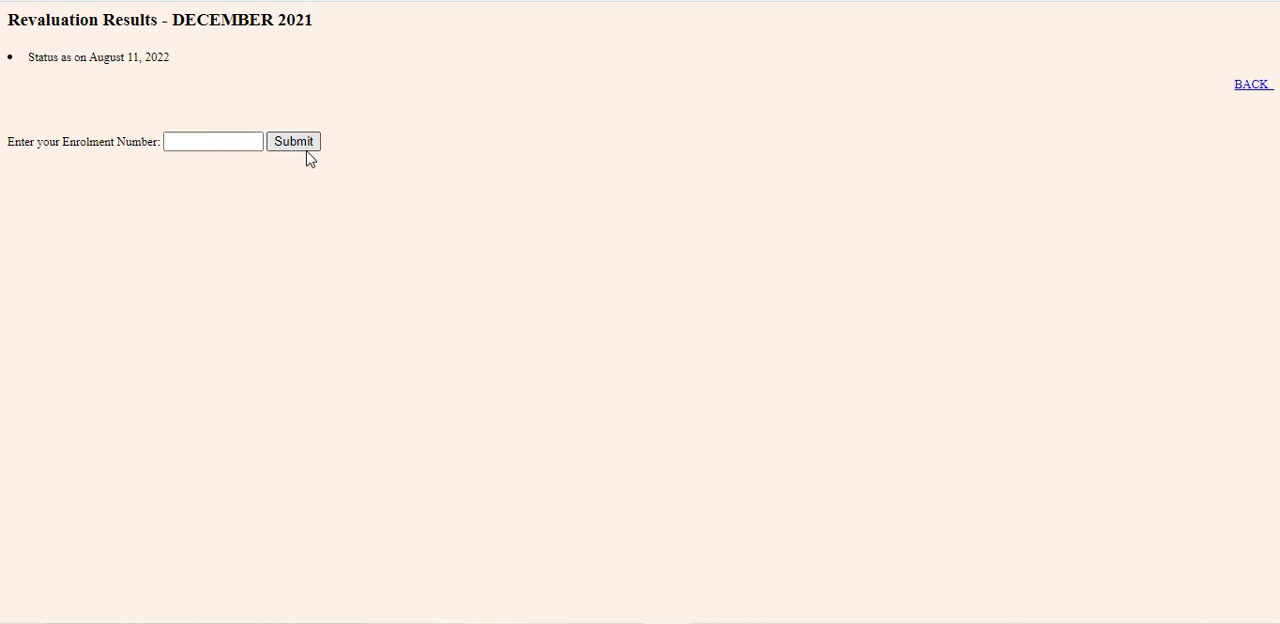 Revaluation Results - DECEMBER 2021
Status as on August 11, 2022
BACK
Enter your Enrolment Number: Submit